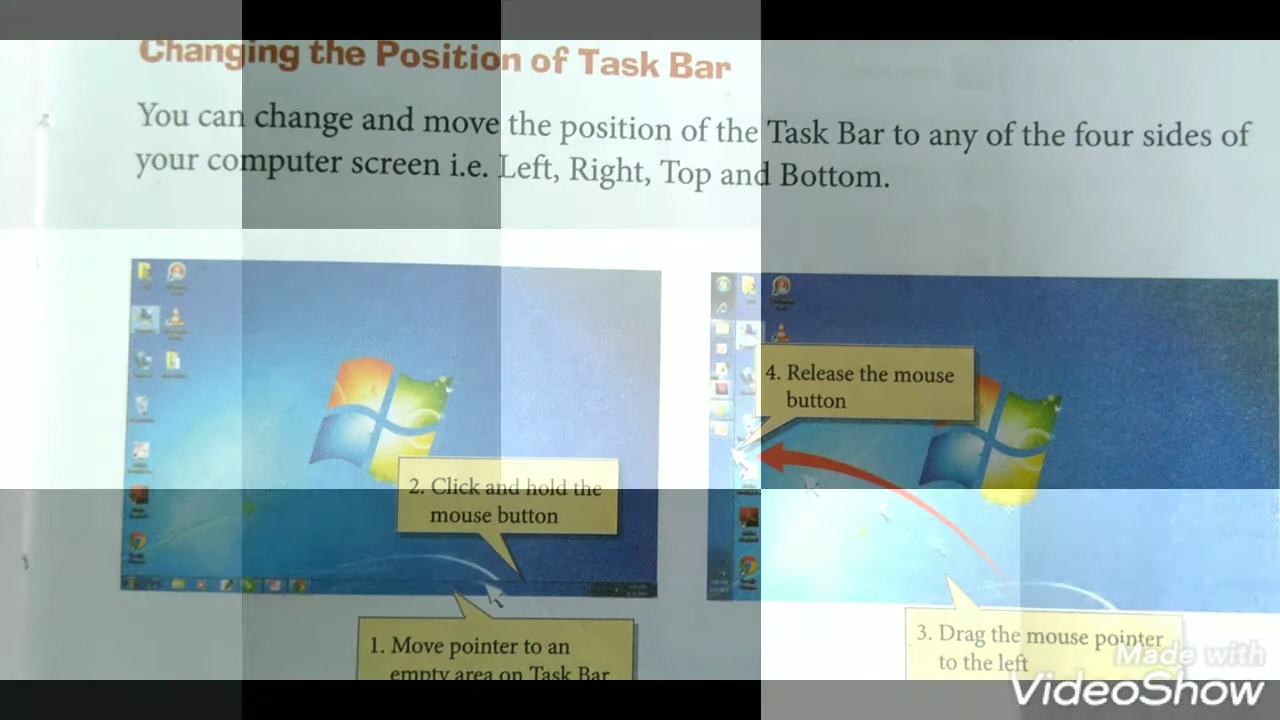 Changing the Position of Task Bar
You can change and move the position of the Task Bar to any of the four sides of
your computer screen i.e. Left, Right, Top and Bottom.
4. Release the mouse
button
2. Click and hold the
mouse button
1. Move pointer to an
empty area on Task Bar
3. Drag the mouse pointer
to the left
Made with
VideoShow